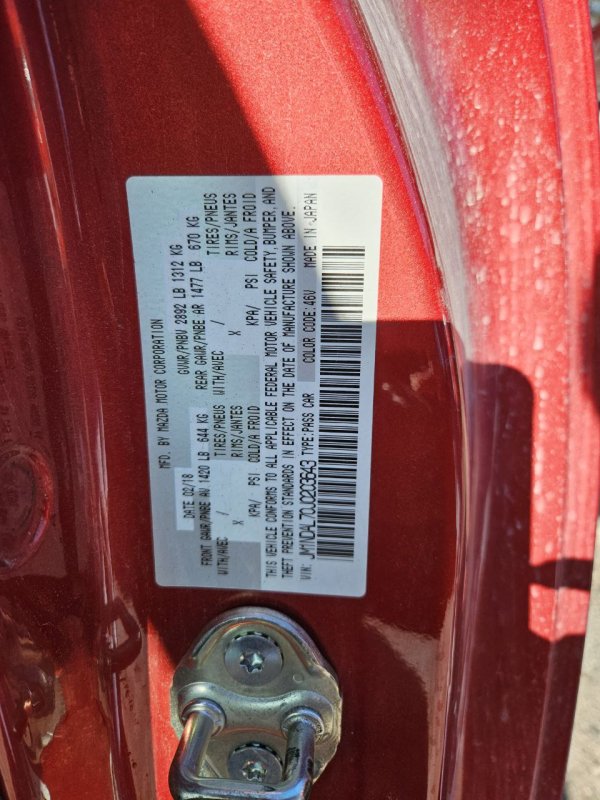 MFD. BY MAZDA MOTOR CORPORATION
DATE:02/18 GVWR/PNBV 2892 LB 1312 KG
FRONT GAWR/PNBE AV 1420 LB 644 KG REAR GAWR/PNBE AR 1477 LB 670 KG
WITH/AVEC / TIRES/PNEUS WITH/AVEC / TIRES/PNEUS
X RIMS/JANTES X RIMS/JANTES
KPA/ PSI COLD/A FROID KPA/ PSI COLD/A FROID
THIS VEHICLE CONFORMS TO ALL APPLICABLE FEDERAL MOTOR VEHICLE SAFETY, BUMPER, AND
THEFT PREVENTION STANDARDS IN EFFECT ON THE DATE OF MANUFACTURE SHOWN ABOVE.
VIN: JM1NDAL70J0203643 TYPE:PASS CAR COLOR CODE:46V MADE IN JAPAN